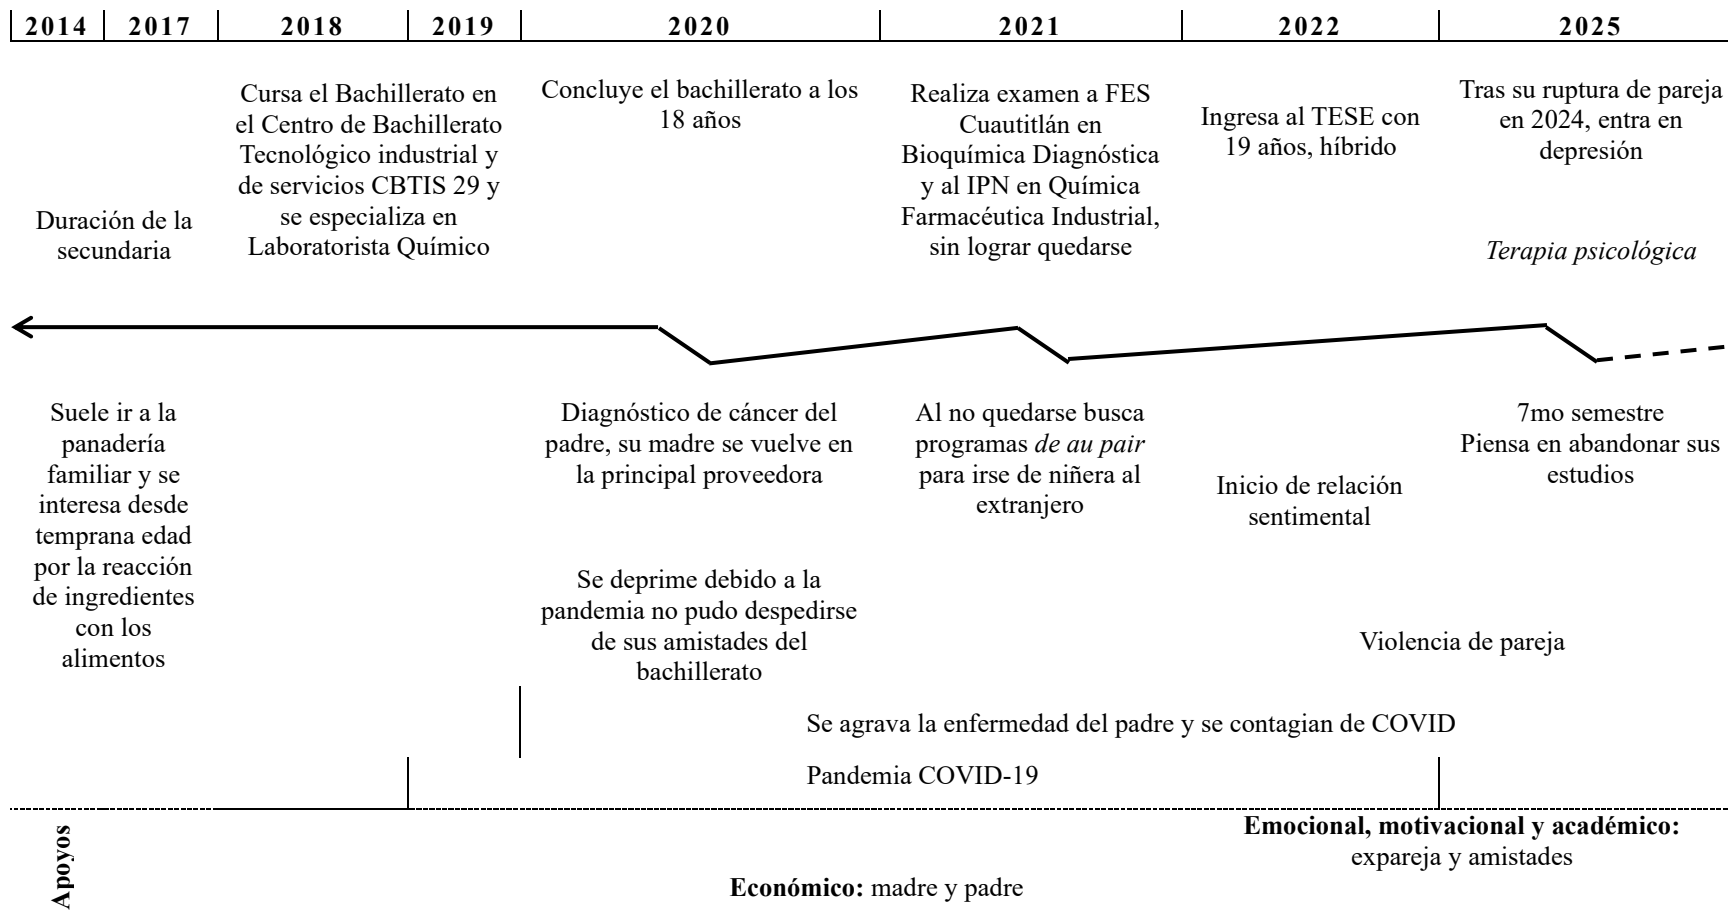 2014 2017 2018 2019 2020 2021 2022 2025
Duración de la
secundaria
Cursa el Bachillerato en
el Centro de Bachillerato
Tecnológico industrial y
de servicios CBTIS 29 y
se especializa en
Laboratorista Químico
Concluye el bachillerato a los
18 años
Realiza examen a FES
Cuautitlán en
Bioquímica Diagnóstica
y al IPN en Química
Farmacéutica Industrial,
sin lograr quedarse
Ingresa al TESE con
19 años, híbrido
Tras su ruptura de pareja
en 2024, entra en
depresión
Terapia psicológica
Suele ir a la
panadería
familiar y se
interesa desde
temprana edad
por la reacción
de ingredientes
con los
alimentos
Diagnóstico de cáncer del
padre, su madre se vuelve en
la principal proveedora
Se deprime debido a la
pandemia no pudo despedirse
de sus amistades del
bachillerato
Al no quedarse busca
programas de au pair
para irse de niñera al
extranjero
Inicio de relación
sentimental
7mo semestre
Piensa en abandonar sus
estudios
Violencia de pareja
Se agrava la enfermedad del padre y se contagian de COVID
Pandemia COVID-19
Apoyos
Emocional, motivacional y académico:
expareja y amistades
Económico: madre y padre